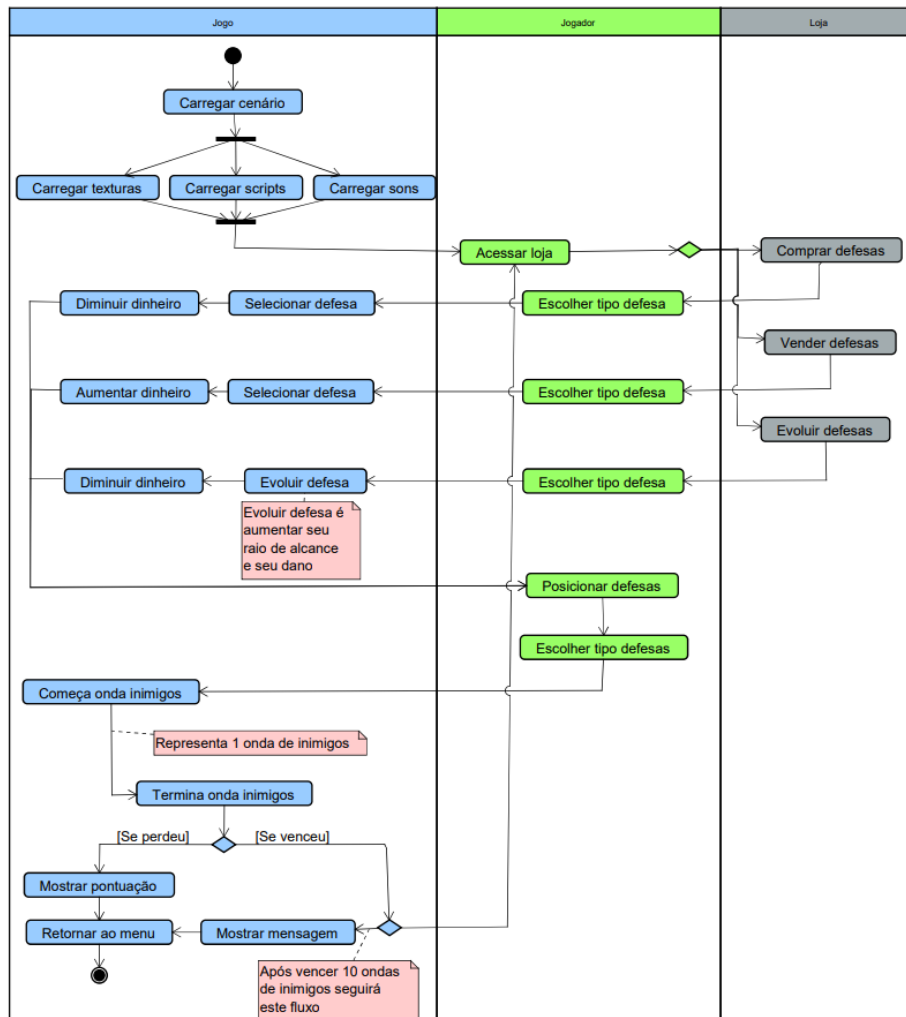 Jogo
Jogador
Loja
Carregar cenário
Carregar texturas
Carregar scripts
Carregar sons
Acessar loja
Comprar defesas
Diminuir dinheiro
Selecionar defesa
Escolher tipo defesa
Vender defesas
Aumentar dinheiro
Selecionar defesa
Escolher tipo defesa
Evoluir defesas
Diminuir dinheiro
Evoluir defesa
Escolher tipo defesa
Evoluir defesa é
aumentar seu
raio de alcance
e seu dano
Posicionar defesas
Escolher tipo defesas
Começa onda inimigos
Representa 1 onda de inimigos
Termina onda inimigos
[Se perdeu]
[Se venceu]
Mostrar pontuação
Retornar ao menu
Mostrar mensagem
Após vencer 10 ondas
de inimigos seguirá
este fluxo